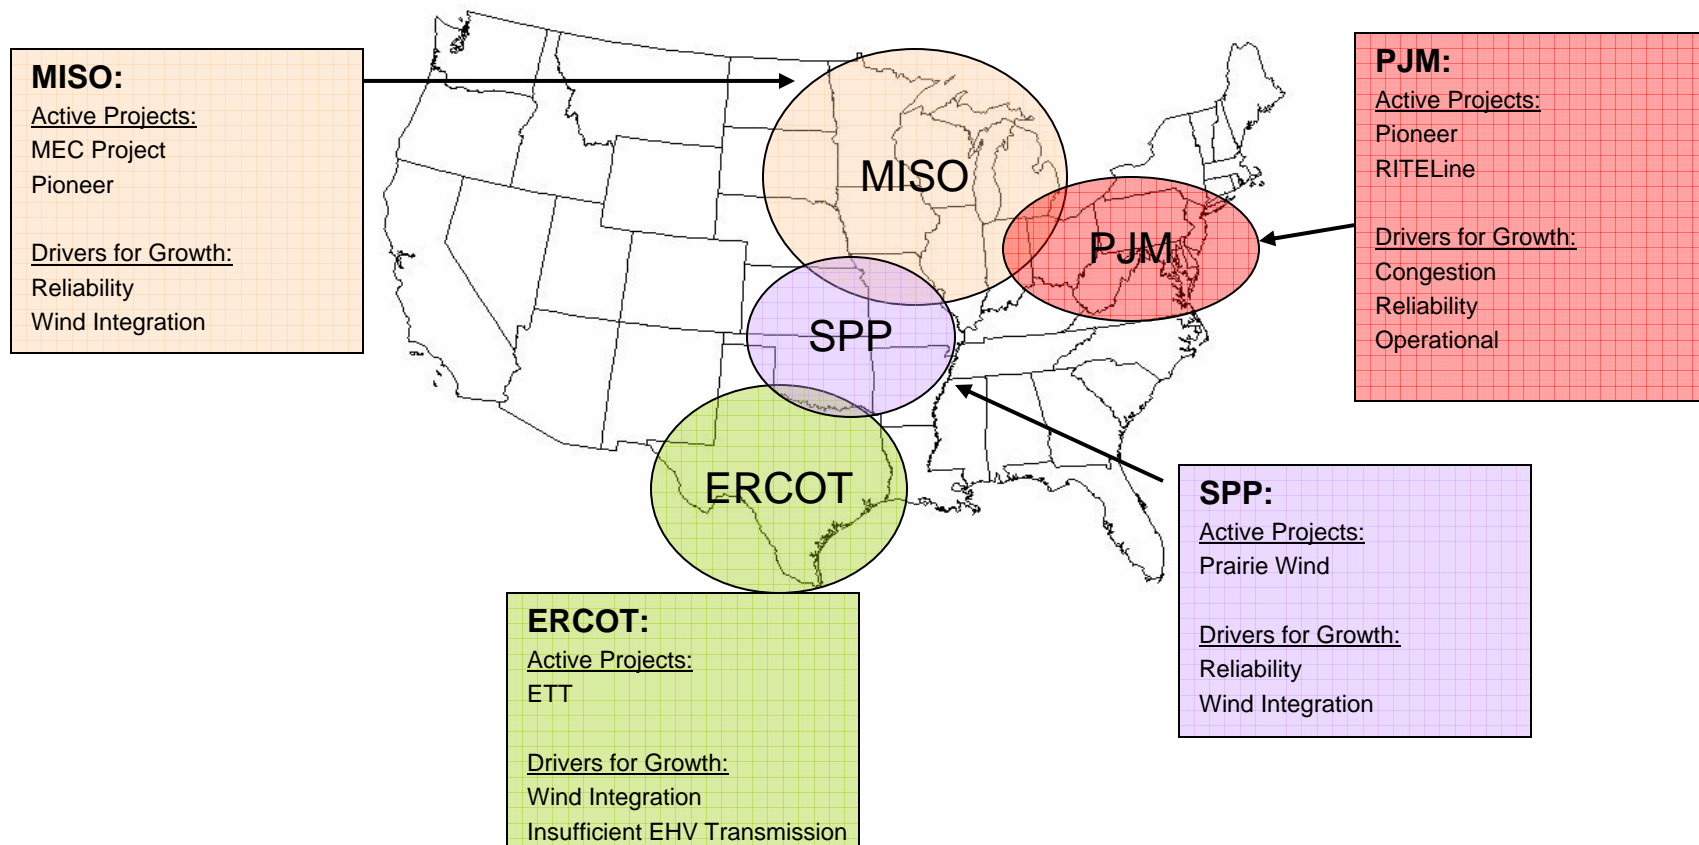 MISO:
Active Projects:
MEC Project
Pioneer
Drivers for Growth:
Reliability
Wind Integration
MISO
PJM
SPP
ERCOT
PJM:
Active Projects:
Pioneer
RITELine
Drivers for Growth:
Congestion
Reliability
Operational
SPP:
Active Projects:
Prairie Wind
Drivers for Growth:
Reliability
Wind Integration
ERCOT:
Active Projects:
ETT
Drivers for Growth:
Wind Integration
Insufficient EHV Transmission